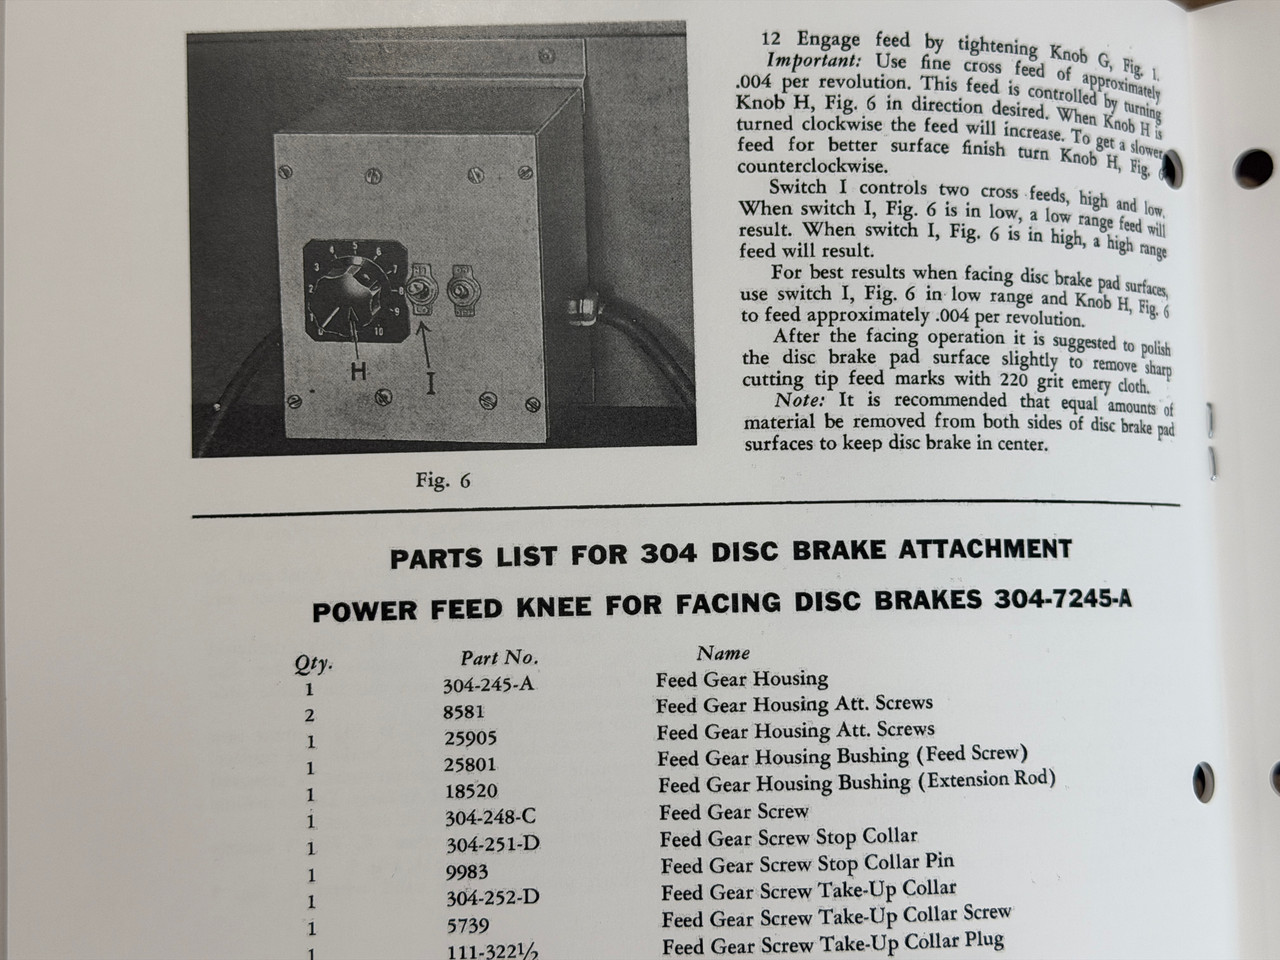 H
I
0
1
2
3
4
5
6
7
8
9
10
Fig. 6
12 Engage feed by tightening Knob G, Fig. 1.
Important: Use fine cross feed of approximately
.004 per revolution. This feed is controlled by turning
Knob H, Fig. 6 in direction desired. When Knob H is
turned clockwise the feed will increase. To get a slower
feed for better surface finish turn Knob H, Fig. 6
counterclockwise.
Switch I controls two cross feeds, high and low.
When switch I, Fig. 6 is in low, a low range feed will
result. When switch I, Fig. 6 is in high, a high range
feed will result.
For best results when facing disc brake pad surfaces,
use switch I, Fig. 6 in low range and Knob H, Fig. 6
to feed approximately .004 per revolution.
After the facing operation it is suggested to polish
the disc brake pad surface slightly to remove sharp
cutting tip feed marks with 220 grit emery cloth.
Note: It is recommended that equal amounts of
material be removed from both sides of disc brake pad
surfaces to keep disc brake in center.
PARTS LIST FOR 304 DISC BRAKE ATTACHMENT
POWER FEED KNEE FOR FACING DISC BRAKES 304-7245-A
Qty. Part No. Name
1 304-245-A Feed Gear Housing
2 8581 Feed Gear Housing Att. Screws
1 25905 Feed Gear Housing Att. Screws
1 25801 Feed Gear Housing Bushing (Feed Screw)
1 18520 Feed Gear Housing Bushing (Extension Rod)
1 304-248-C Feed Gear Screw
1 304-251-D Feed Gear Screw Stop Collar
1 9983 Feed Gear Screw Stop Collar Pin
1 304-252-D Feed Gear Screw Take-Up Collar
1 5739 Feed Gear Screw Take-Up Collar Screw
1 111-322½ Feed Gear Screw Take-Up Collar Plug